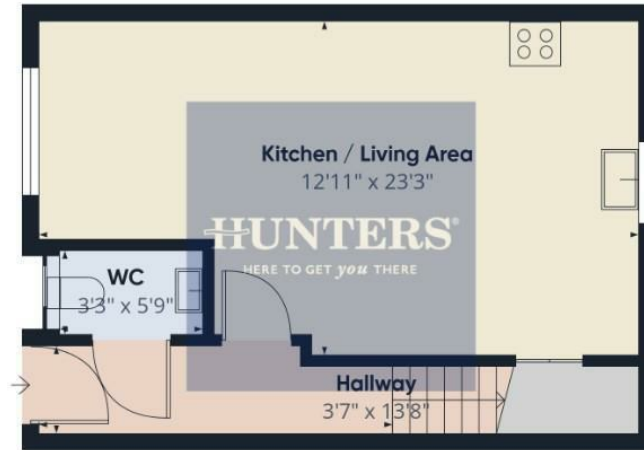 Kitchen / Living Area
12'11" x 23'3"
HUNTERS®
HERE TO GET you THERE
WC
3'3" x 5'9"
Hallway
3'7" x 13'8"